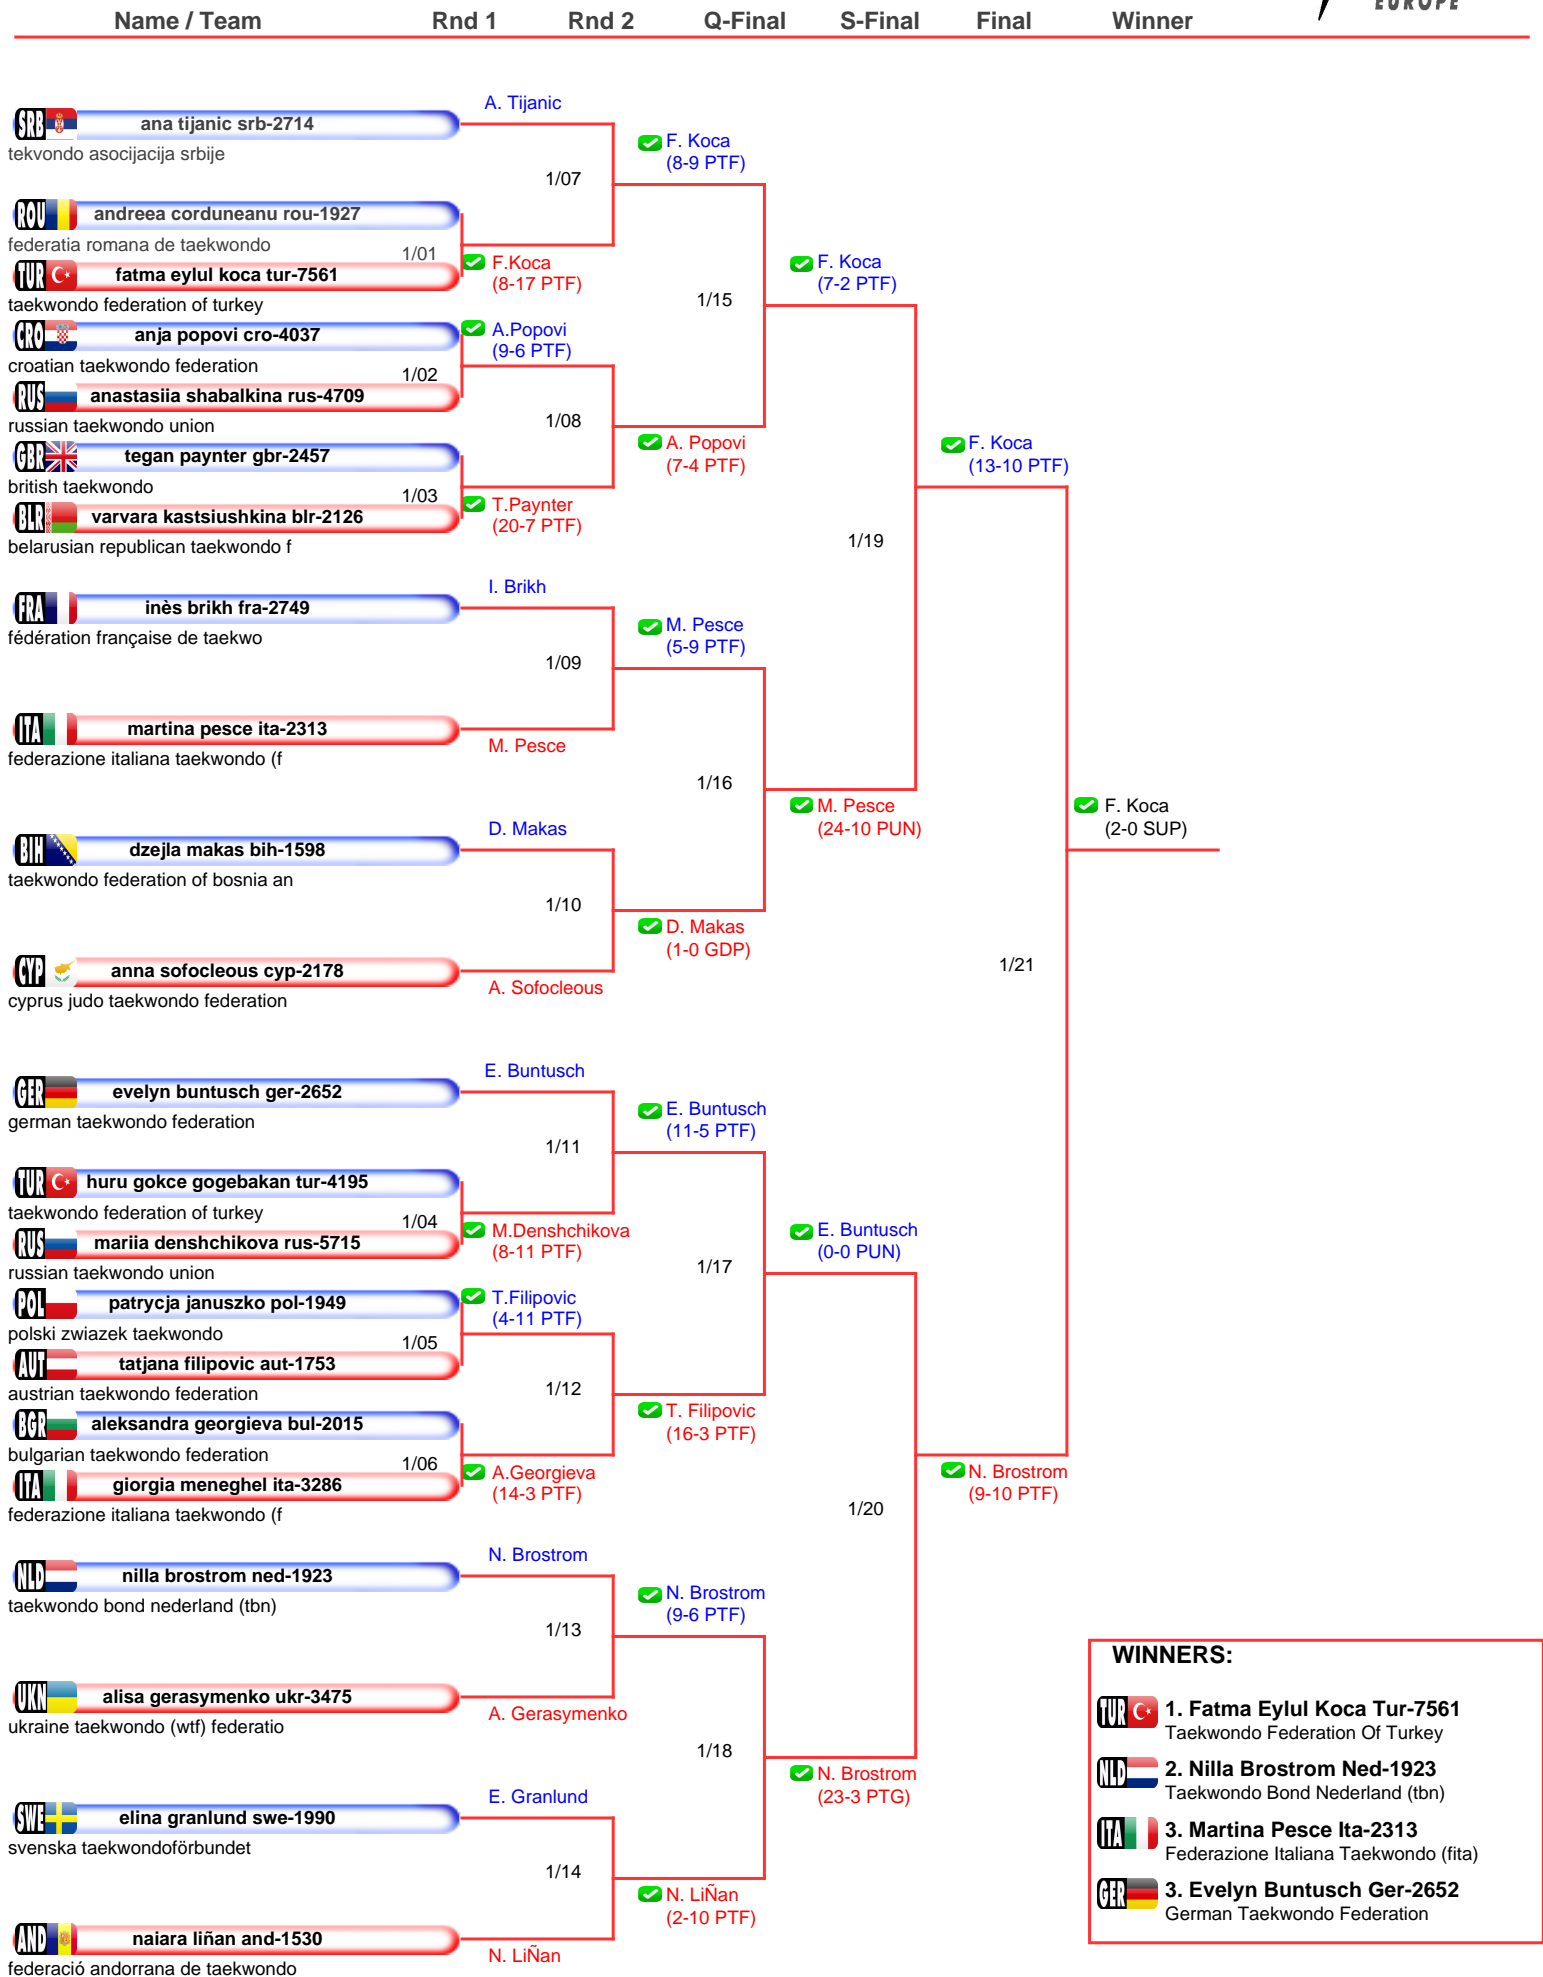 EUROPE
Name / Team Rnd 1 Rnd 2 Q-Final S-Final Final Winner
A. Tijanic
SRB ana tijanic srb-2714
tekvondo asocijacija srbije
F. Koca
(8-9 PTF)
1/07
ROU andreea corduneanu rou-1927
federatia romana de taekwondo
1/01
TUR fatma eylul koca tur-7561
F.Koca
(8-17 PTF)
taekwondo federation of turkey
F. Koca
(7-2 PTF)
1/15
CRO anja popovi cro-4037
A.Popovi
(9-6 PTF)
croatian taekwondo federation
1/02
RUS anastasiia shabalkina rus-4709
russian taekwondo union
1/08
A. Popovi
(7-4 PTF)
F. Koca
(13-10 PTF)
GBR tegan paynter gbr-2457
british taekwondo
1/03
BLR varvara kastsiushkina blr-2126
T.Paynter
(20-7 PTF)
belarusian republican taekwondo f
1/19
I. Brikh
FRA inès brikh fra-2749
fédération française de taekwo
M. Pesce
(5-9 PTF)
1/09
ITA martina pesce ita-2313
M. Pesce
federazione italiana taekwondo (f
1/16
M. Pesce
(24-10 PUN)
F. Koca
(2-0 SUP)
D. Makas
BIH dzejla makas bih-1598
taekwondo federation of bosnia an
1/10
D. Makas
(1-0 GDP)
1/21
CYP anna sofocleous cyp-2178
A. Sofocleous
cyprus judo taekwondo federation
E. Buntusch
GER evelyn buntusch ger-2652
german taekwondo federation
E. Buntusch
(11-5 PTF)
1/11
TUR huru gokce gogebakan tur-4195
taekwondo federation of turkey
1/04
RUS mariia denshchikova rus-5715
M.Denshchikova
(8-11 PTF)
russian taekwondo union
E. Buntusch
(0-0 PUN)
1/17
POL patrycja januszko pol-1949
T.Filipovic
(4-11 PTF)
polski zwiazek taekwondo
1/05
AUT tatjana filipovic aut-1753
austrian taekwondo federation
1/12
T. Filipovic
(16-3 PTF)
BGR aleksandra georgieva bul-2015
bulgarian taekwondo federation
1/06
ITA giorgia meneghel ita-3286
A.Georgieva
(14-3 PTF)
federazione italiana taekwondo (f
N. Brostrom
(9-10 PTF)
1/20
N. Brostrom
NLD nilla brostrom ned-1923
taekwondo bond nederland (tbn)
N. Brostrom
(9-6 PTF)
1/13
UKN alisa gerasymenko ukr-3475
A. Gerasymenko
ukraine taekwondo (wtf) federatio
1/18
N. Brostrom
(23-3 PTG)
E. Granlund
SWE elina granlund swe-1990
svenska taekwondoförbundet
1/14
N. LiÑan
(2-10 PTF)
AND naiara liñan and-1530
N. LiÑan
federació andorrana de taekwondo
WINNERS:
TUR 1. Fatma Eylul Koca Tur-7561
Taekwondo Federation Of Turkey
NLD 2. Nilla Brostrom Ned-1923
Taekwondo Bond Nederland (tbn)
ITA 3. Martina Pesce Ita-2313
Federazione Italiana Taekwondo (fita)
GER 3. Evelyn Buntusch Ger-2652
German Taekwondo Federation